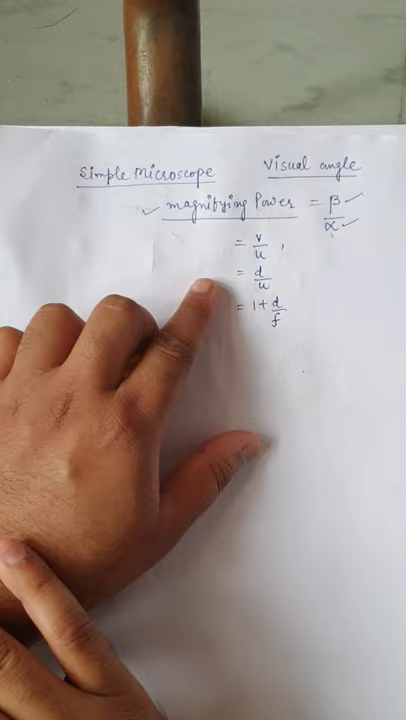 Simple Microscope Visual angle
magnifying Power = β/α
= v/u ,
= d/u
= 1+ d/f